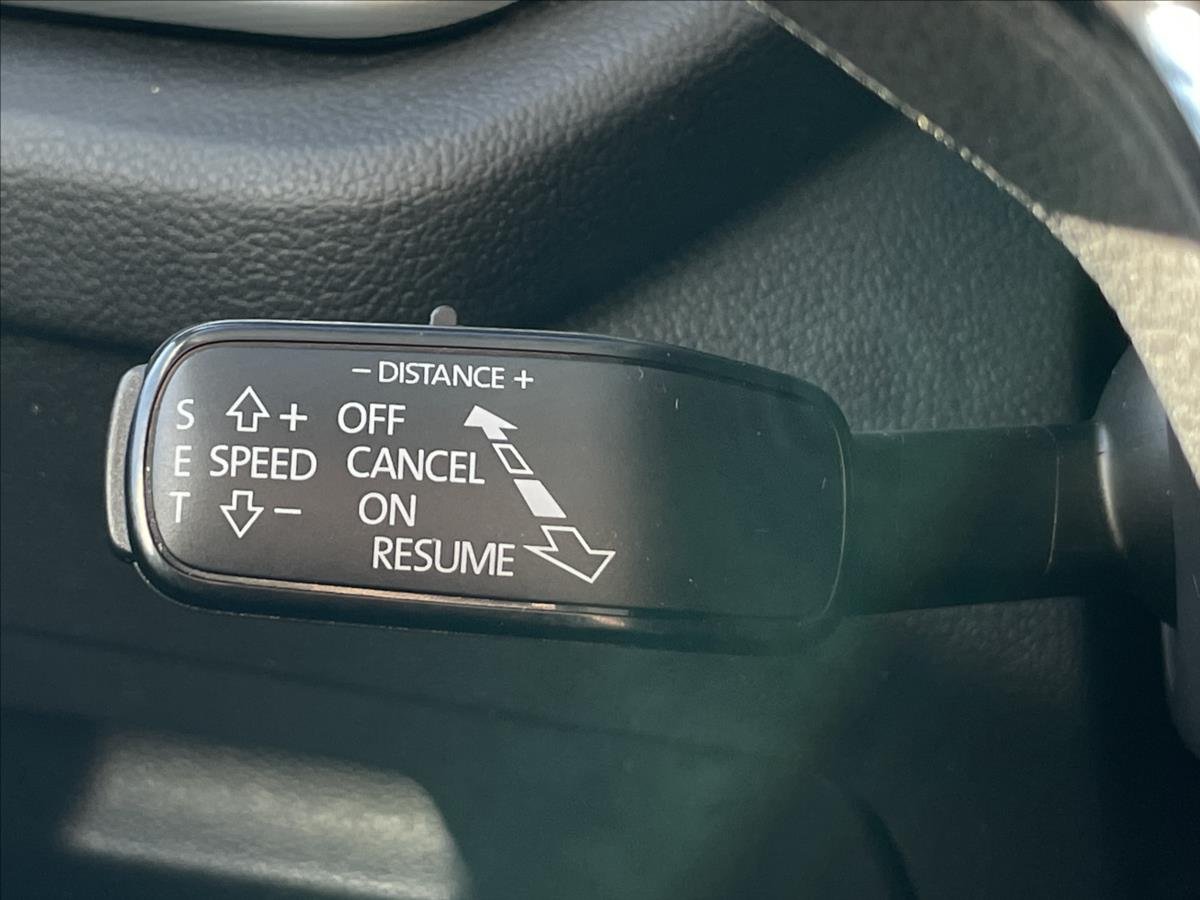 − DISTANCE +
S + OFF
E SPEED CANCEL
T − ON
RESUME